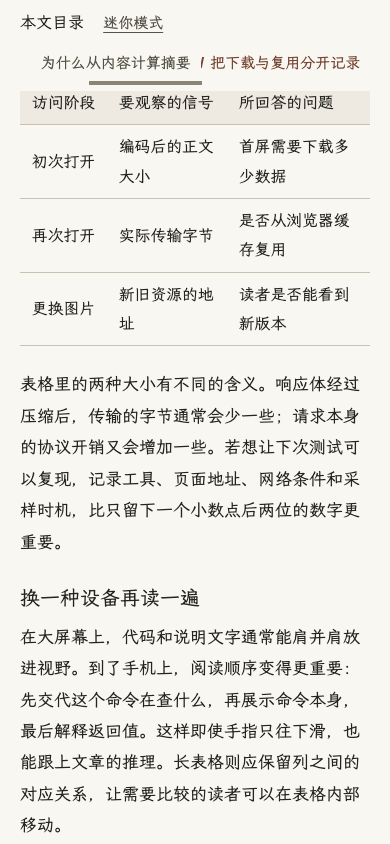 本文目录 迷你模式
为什么从内容计算摘要 / 把下载与复用分开记录
访问阶段 要观察的信号 所回答的问题
初次打开 编码后的正文大小 首屏需要下载多少数据
再次打开 实际传输字节 是否从浏览器缓存复用
更换图片 新旧资源的地址 读者是否能看到新版本
表格里的两种大小有不同的含义。响应体经过
压缩后，传输的字节通常会少一些；请求本身
的协议开销又会增加一些。若想让下次测试可
以复现，记录工具、页面地址、网络条件和采
样时机，比只留下一个小数点后两位的数字更
重要。
换一种设备再读一遍
在大屏幕上，代码和说明文字通常能肩并肩放
进视野。到了手机上，阅读顺序变得更重要：
先交代这个命令在查什么，再展示命令本身，
最后解释返回值。这样即使手指只往下滑，也
能跟上文章的推理。长表格则应保留列之间的
对应关系，让需要比较的读者可以在表格内部
移动。